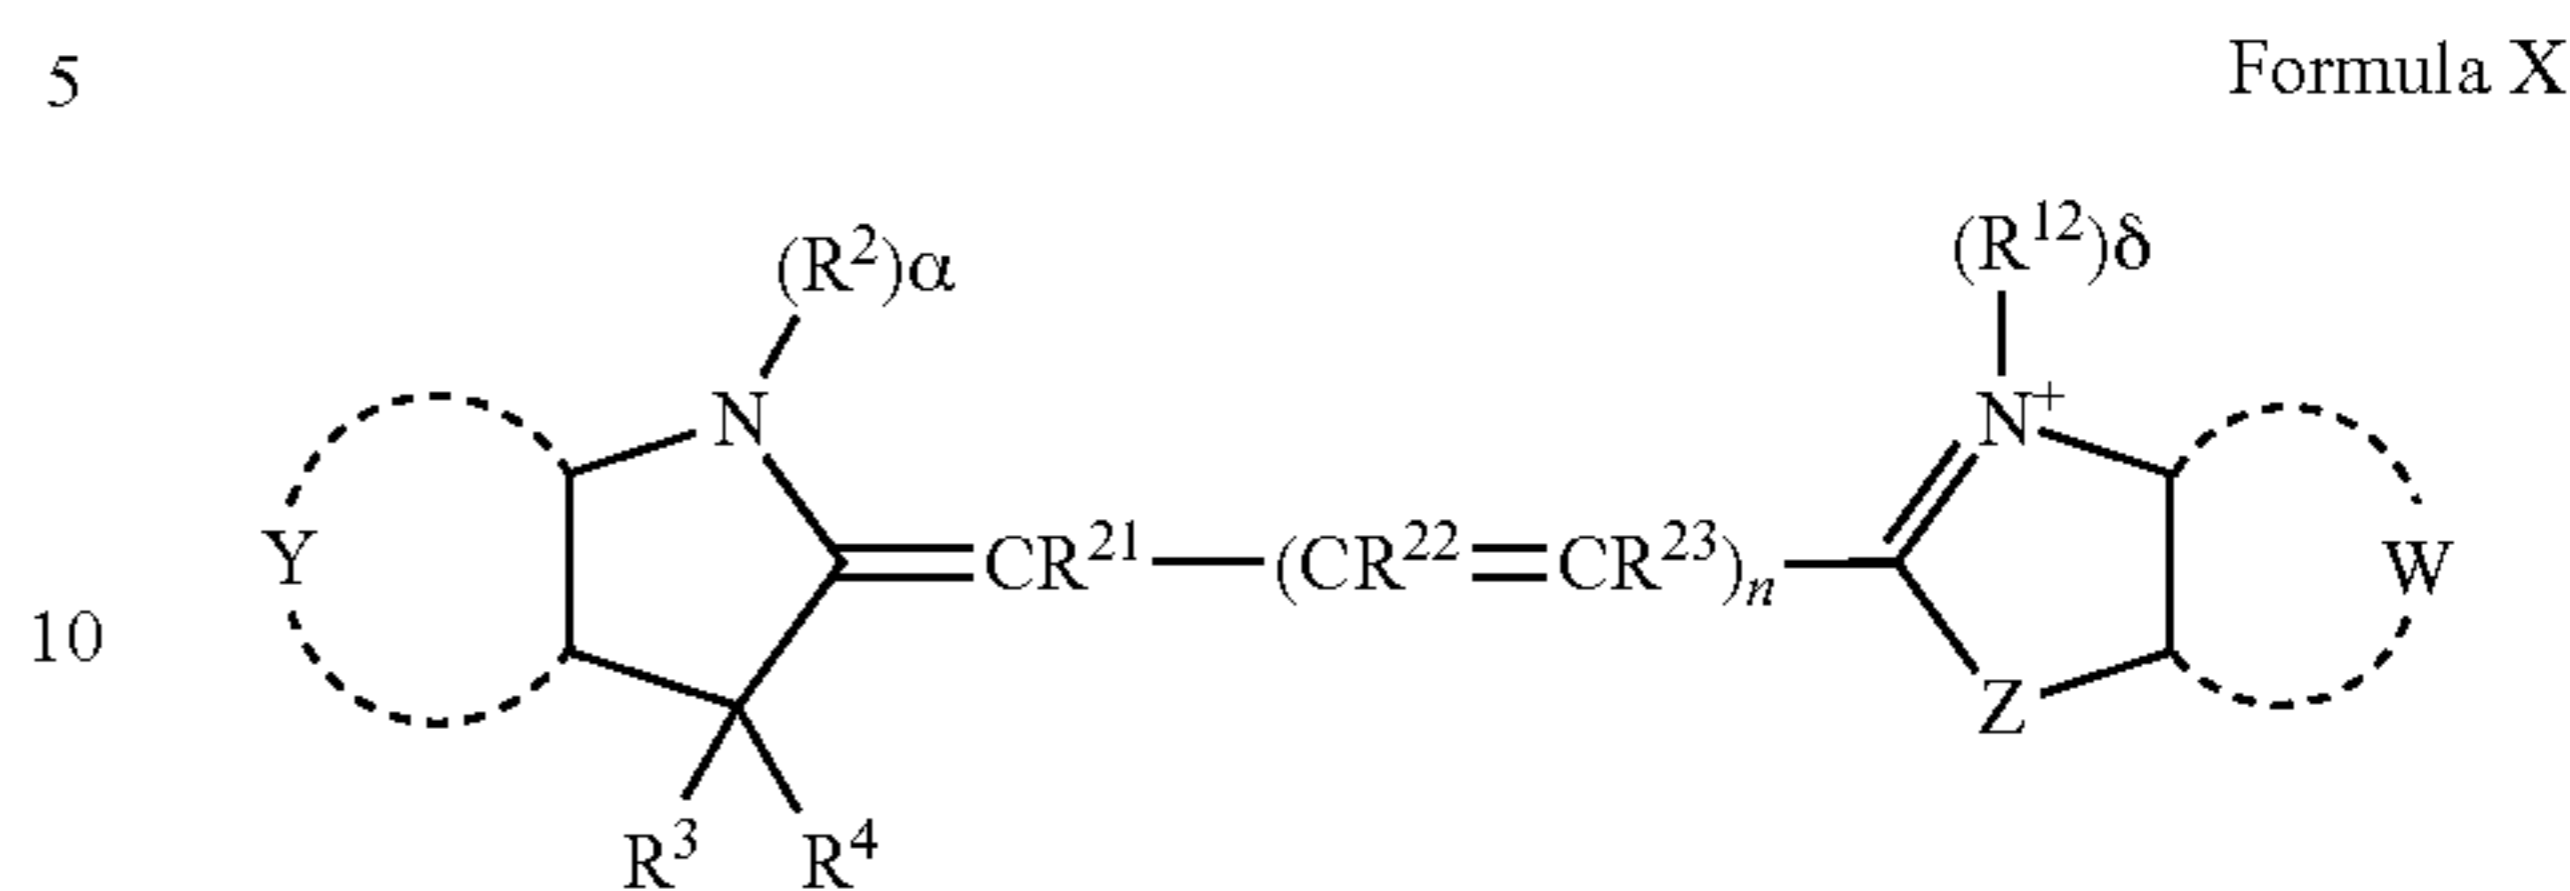 5 Formula X
(R²)α (R¹²)δ
N N⁺
Y =CR²¹—(CR²²=CR²³)ₙ— W
10
Z
R³ R⁴